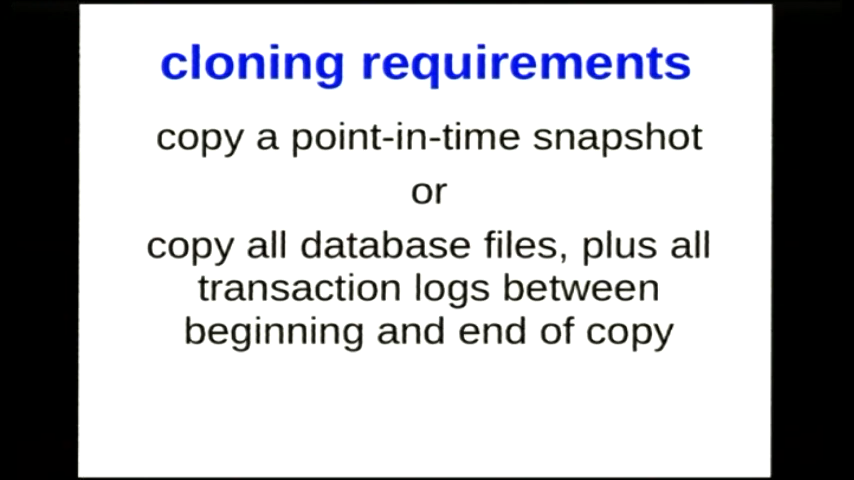 cloning requirements
copy a point-in-time snapshot
or
copy all database files, plus all
transaction logs between
beginning and end of copy